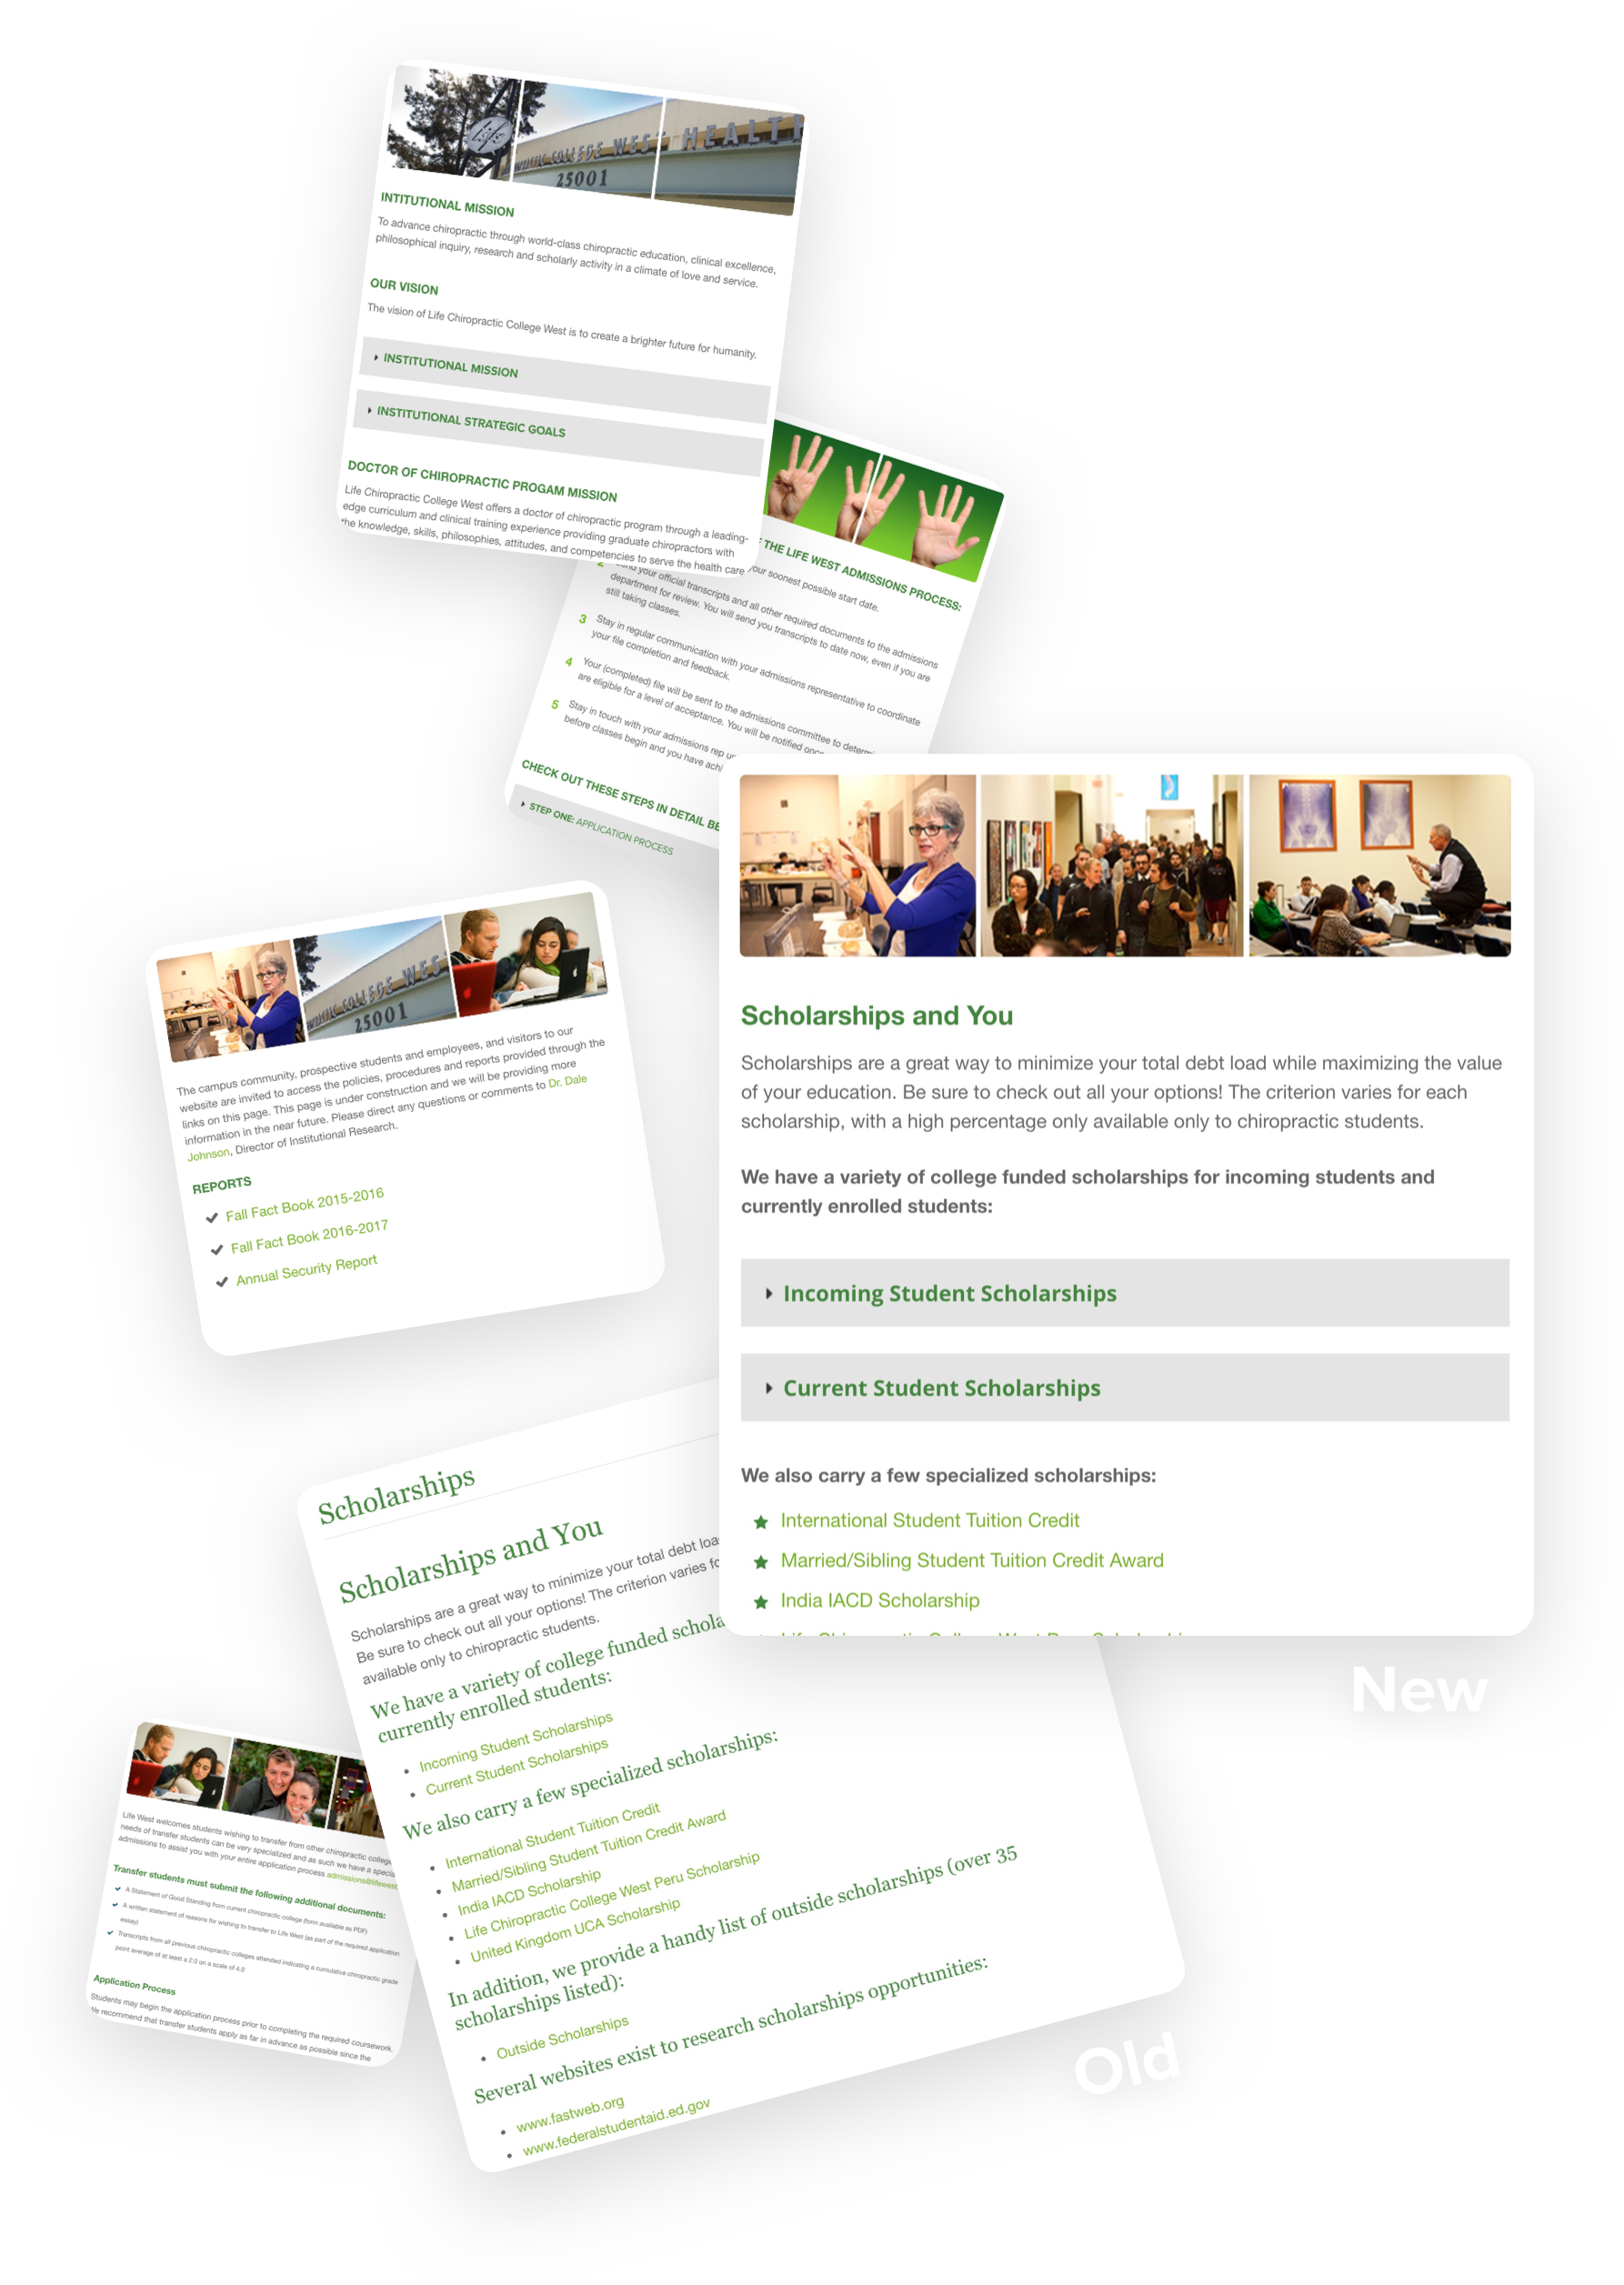 COLLEGE WEST
HEALT
25001
INTITUTIONAL MISSION
To advance chiropractic through world-class chiropractic education, clinical excellence,
philosophical inquiry, research and scholarly activity in a climate of love and service.
OUR VISION
The vision of Life Chiropractic College West is to create a brighter future for humanity.
INSTITUTIONAL MISSION
INSTITUTIONAL STRATEGIC GOALS
DOCTOR OF CHIROPRACTIC PROGAM MISSION
Life Chiropractic College West offers a doctor of chiropractic program through a leading-
edge curriculum and clinical training experience providing graduate chiropractors with
the knowledge, skills, philosophies, attitudes, and competencies to serve the health care
THE LIFE WEST ADMISSIONS PROCESS:
your soonest possible start date.
your official transcripts and all other required documents to the admissions
department for review. You will send you transcripts to date now, even if you are
still taking classes.
3 Stay in regular communication with your admissions representative to coordinate
your file completion and feedback.
4 Your (completed) file will be sent to the admissions committee to determ
are eligible for a level of acceptance. You will be notified once
5 Stay in touch with your admissions rep
before classes begin and you have achi
CHECK OUT THESE STEPS IN DETAIL BE
STEP ONE: APPLICATION PROCESS
COLLEGE WES
25001
The campus community, prospective students and employees, and visitors to our
website are invited to access the policies, procedures and reports provided through the
links on this page. This page is under construction and we will be providing more
information in the near future. Please direct any questions or comments to Dr. Dale
Johnson, Director of Institutional Research.
REPORTS
Fall Fact Book 2015-2016
Fall Fact Book 2016-2017
Annual Security Report
Scholarships and You
Scholarships are a great way to minimize your total debt load while maximizing the value
of your education. Be sure to check out all your options! The criterion varies for each
scholarship, with a high percentage only available only to chiropractic students.
We have a variety of college funded scholarships for incoming students and
currently enrolled students:
Incoming Student Scholarships
Current Student Scholarships
We also carry a few specialized scholarships:
International Student Tuition Credit
Married/Sibling Student Tuition Credit Award
India IACD Scholarship
New
Scholarships
Scholarships and You
Scholarships are a great way to minimize your total debt loa
Be sure to check out all your options! The criterion varies fo
available only to chiropractic students.
We have a variety of college funded schola
currently enrolled students:
Incoming Student Scholarships
Current Student Scholarships
We also carry a few specialized scholarships:
International Student Tuition Credit
Married/Sibling Student Tuition Credit Award
India IACD Scholarship
Life Chiropractic College West Peru Scholarship
United Kingdom UCA Scholarship
In addition, we provide a handy list of outside scholarships (over 35
scholarships listed):
Outside Scholarships
Several websites exist to research scholarships opportunities:
www.fastweb.org
www.federalstudentaid.ed.gov
Old
Life West welcomes students wishing to transfer from other chiropractic college
needs of transfer students can be very specialized and as such we have a specia
admissions to assist you with your entire application process admissions@lifewest
Transfer students must submit the following additional documents:
A Statement of Good Standing from current chiropractic college (form available as PDF)
A written statement of reasons for wishing to transfer to Life West (as part of the required application
essay)
Transcripts from all previous chiropractic colleges attended indicating a cumulative chiropractic grade
point average of at least a 2.0 on a scale of 4.0
Application Process
Students may begin the application process prior to completing the required coursework.
We recommend that transfer students apply as far in advance as possible since the